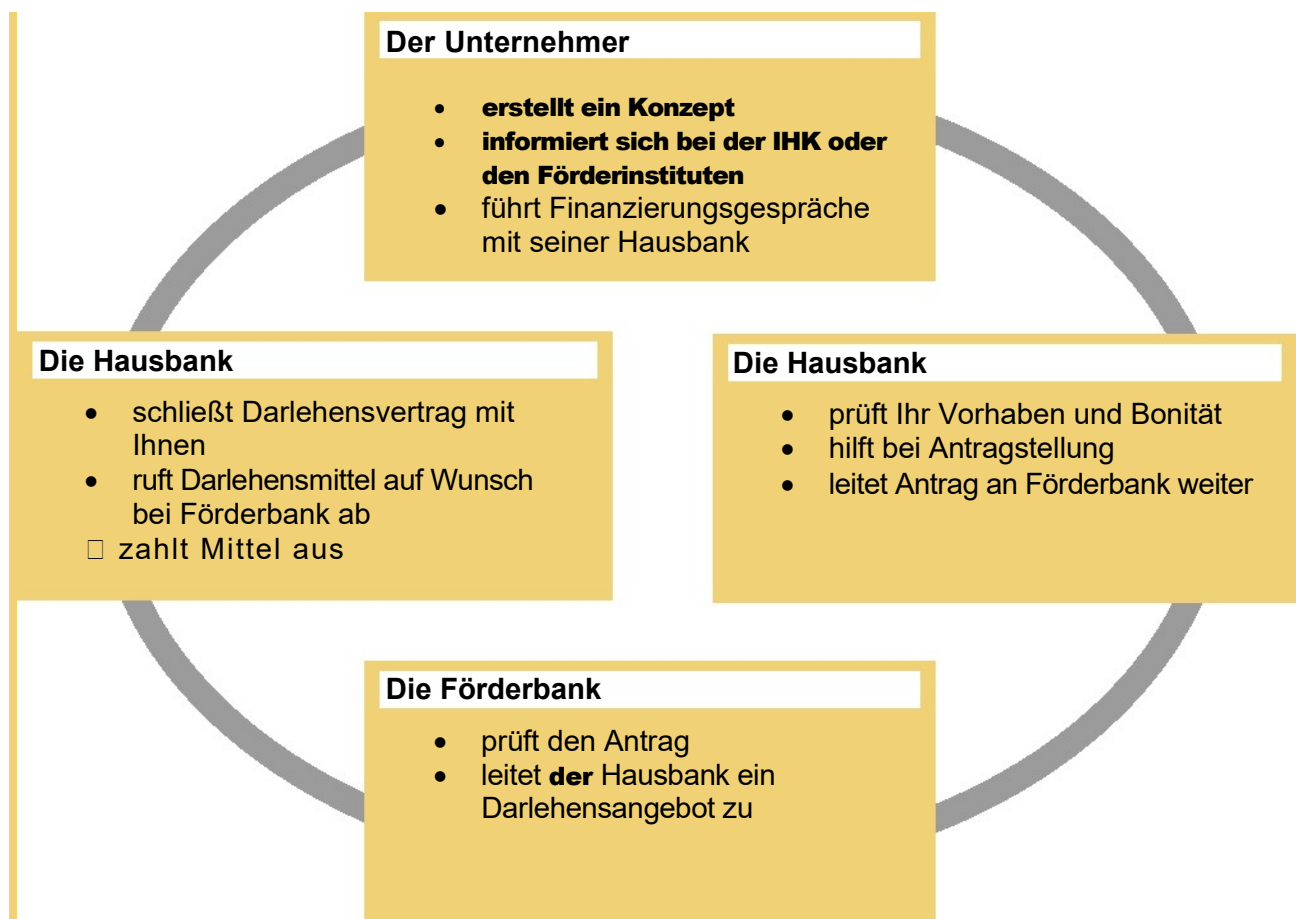 Der Unternehmer
• erstellt ein Konzept
• informiert sich bei der IHK oder
den Förderinstituten
• führt Finanzierungsgespräche
mit seiner Hausbank
Die Hausbank
• prüft Ihr Vorhaben und Bonität
• hilft bei Antragstellung
• leitet Antrag an Förderbank weiter
Die Förderbank
• prüft den Antrag
• leitet der Hausbank ein
Darlehensangebot zu
Die Hausbank
• schließt Darlehensvertrag mit
Ihnen
• ruft Darlehensmittel auf Wunsch
bei Förderbank ab
□ zahlt Mittel aus